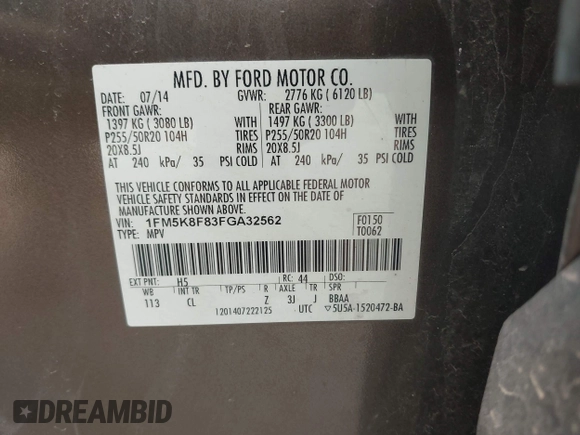 MFD. BY FORD MOTOR CO.
DATE: 07/14 GVWR: 2776 KG ( 6120 LB)
FRONT GAWR: REAR GAWR:
1397 KG ( 3080 LB) 1497 KG ( 3300 LB)
P255/50R20 104H TIRES P255/50R20 104H TIRES
20X8.5J RIMS 20X8.5J RIMS
AT 240 kPa/ 35 PSI COLD AT 240 kPa/ 35 PSI COLD
THIS VEHICLE CONFORMS TO ALL APPLICABLE FEDERAL MOTOR
VEHICLE SAFETY STANDARDS IN EFFECT ON THE DATE OF
MANUFACTURE SHOWN ABOVE.
VIN: 1FM5K8F83FGA32562 F0150
TYPE: MPV T0062
EXT PNT: H5 RC: 44 DSO:
WB INT TR TP/PS R AXLE TR SPR
113 CL Z 3J J BBAA
1201407222125 UTC 5U5A-1520472-BA
DREAMBID